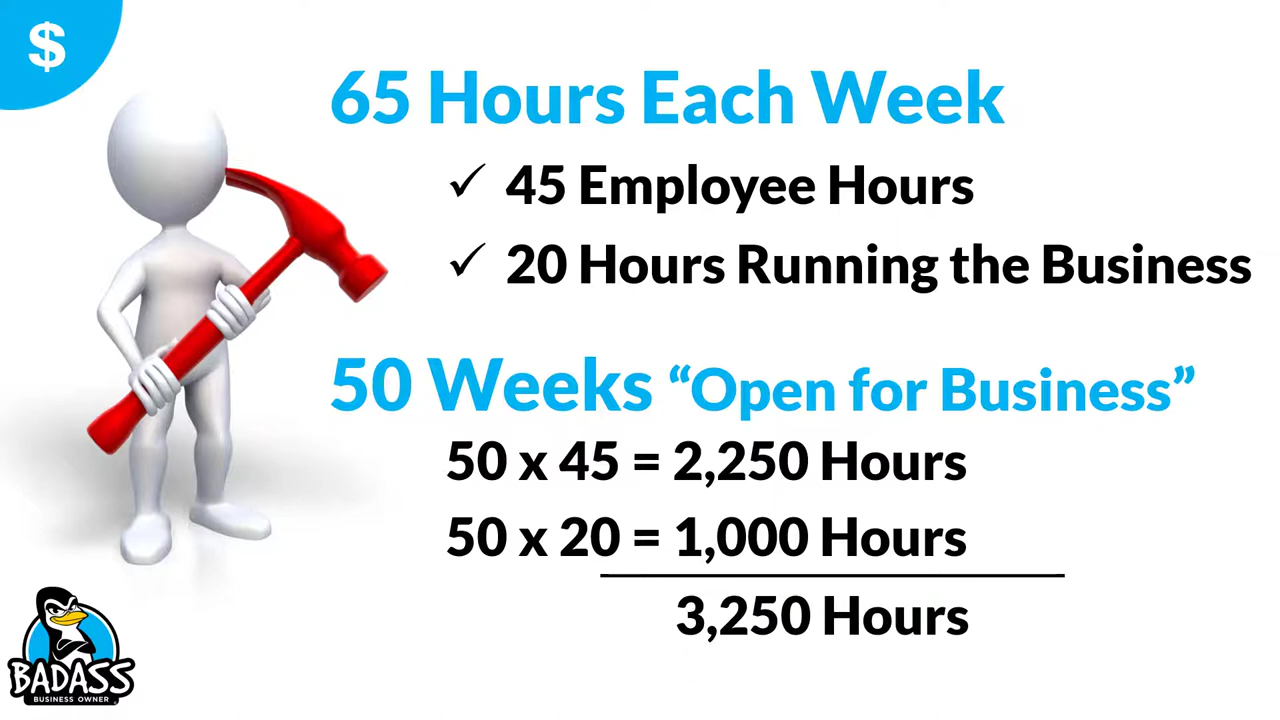 $
65 Hours Each Week
✓ 45 Employee Hours
✓ 20 Hours Running the Business
50 Weeks “Open for Business”
50 x 45 = 2,250 Hours
50 x 20 = 1,000 Hours
3,250 Hours
BADASS
BUSINESS OWNER